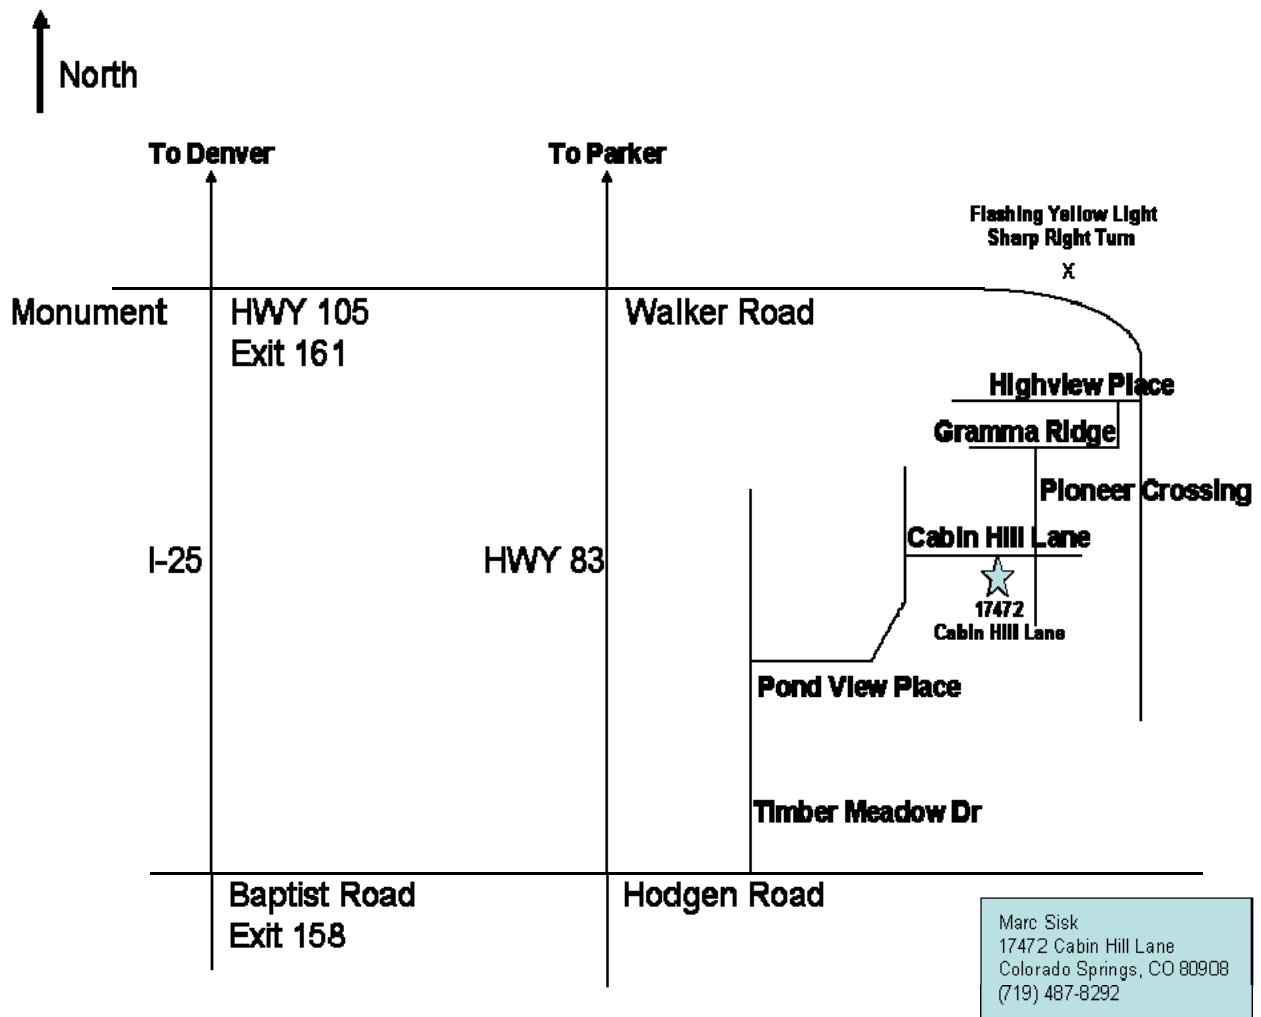 North
To Denver
To Parker
Flashing Yellow Light
Sharp Right Turn
X
Monument
HWY 105
Exit 161
Walker Road
Highview Place
Gramma Ridge
Pioneer Crossing
Cabin Hill Lane
I-25
HWY 83
17472
Cabin Hill Lane
Pond View Place
Timber Meadow Dr
Baptist Road
Exit 158
Hodgen Road
Marc Sisk
17472 Cabin Hill Lane
Colorado Springs, CO 80908
(719) 487-8292